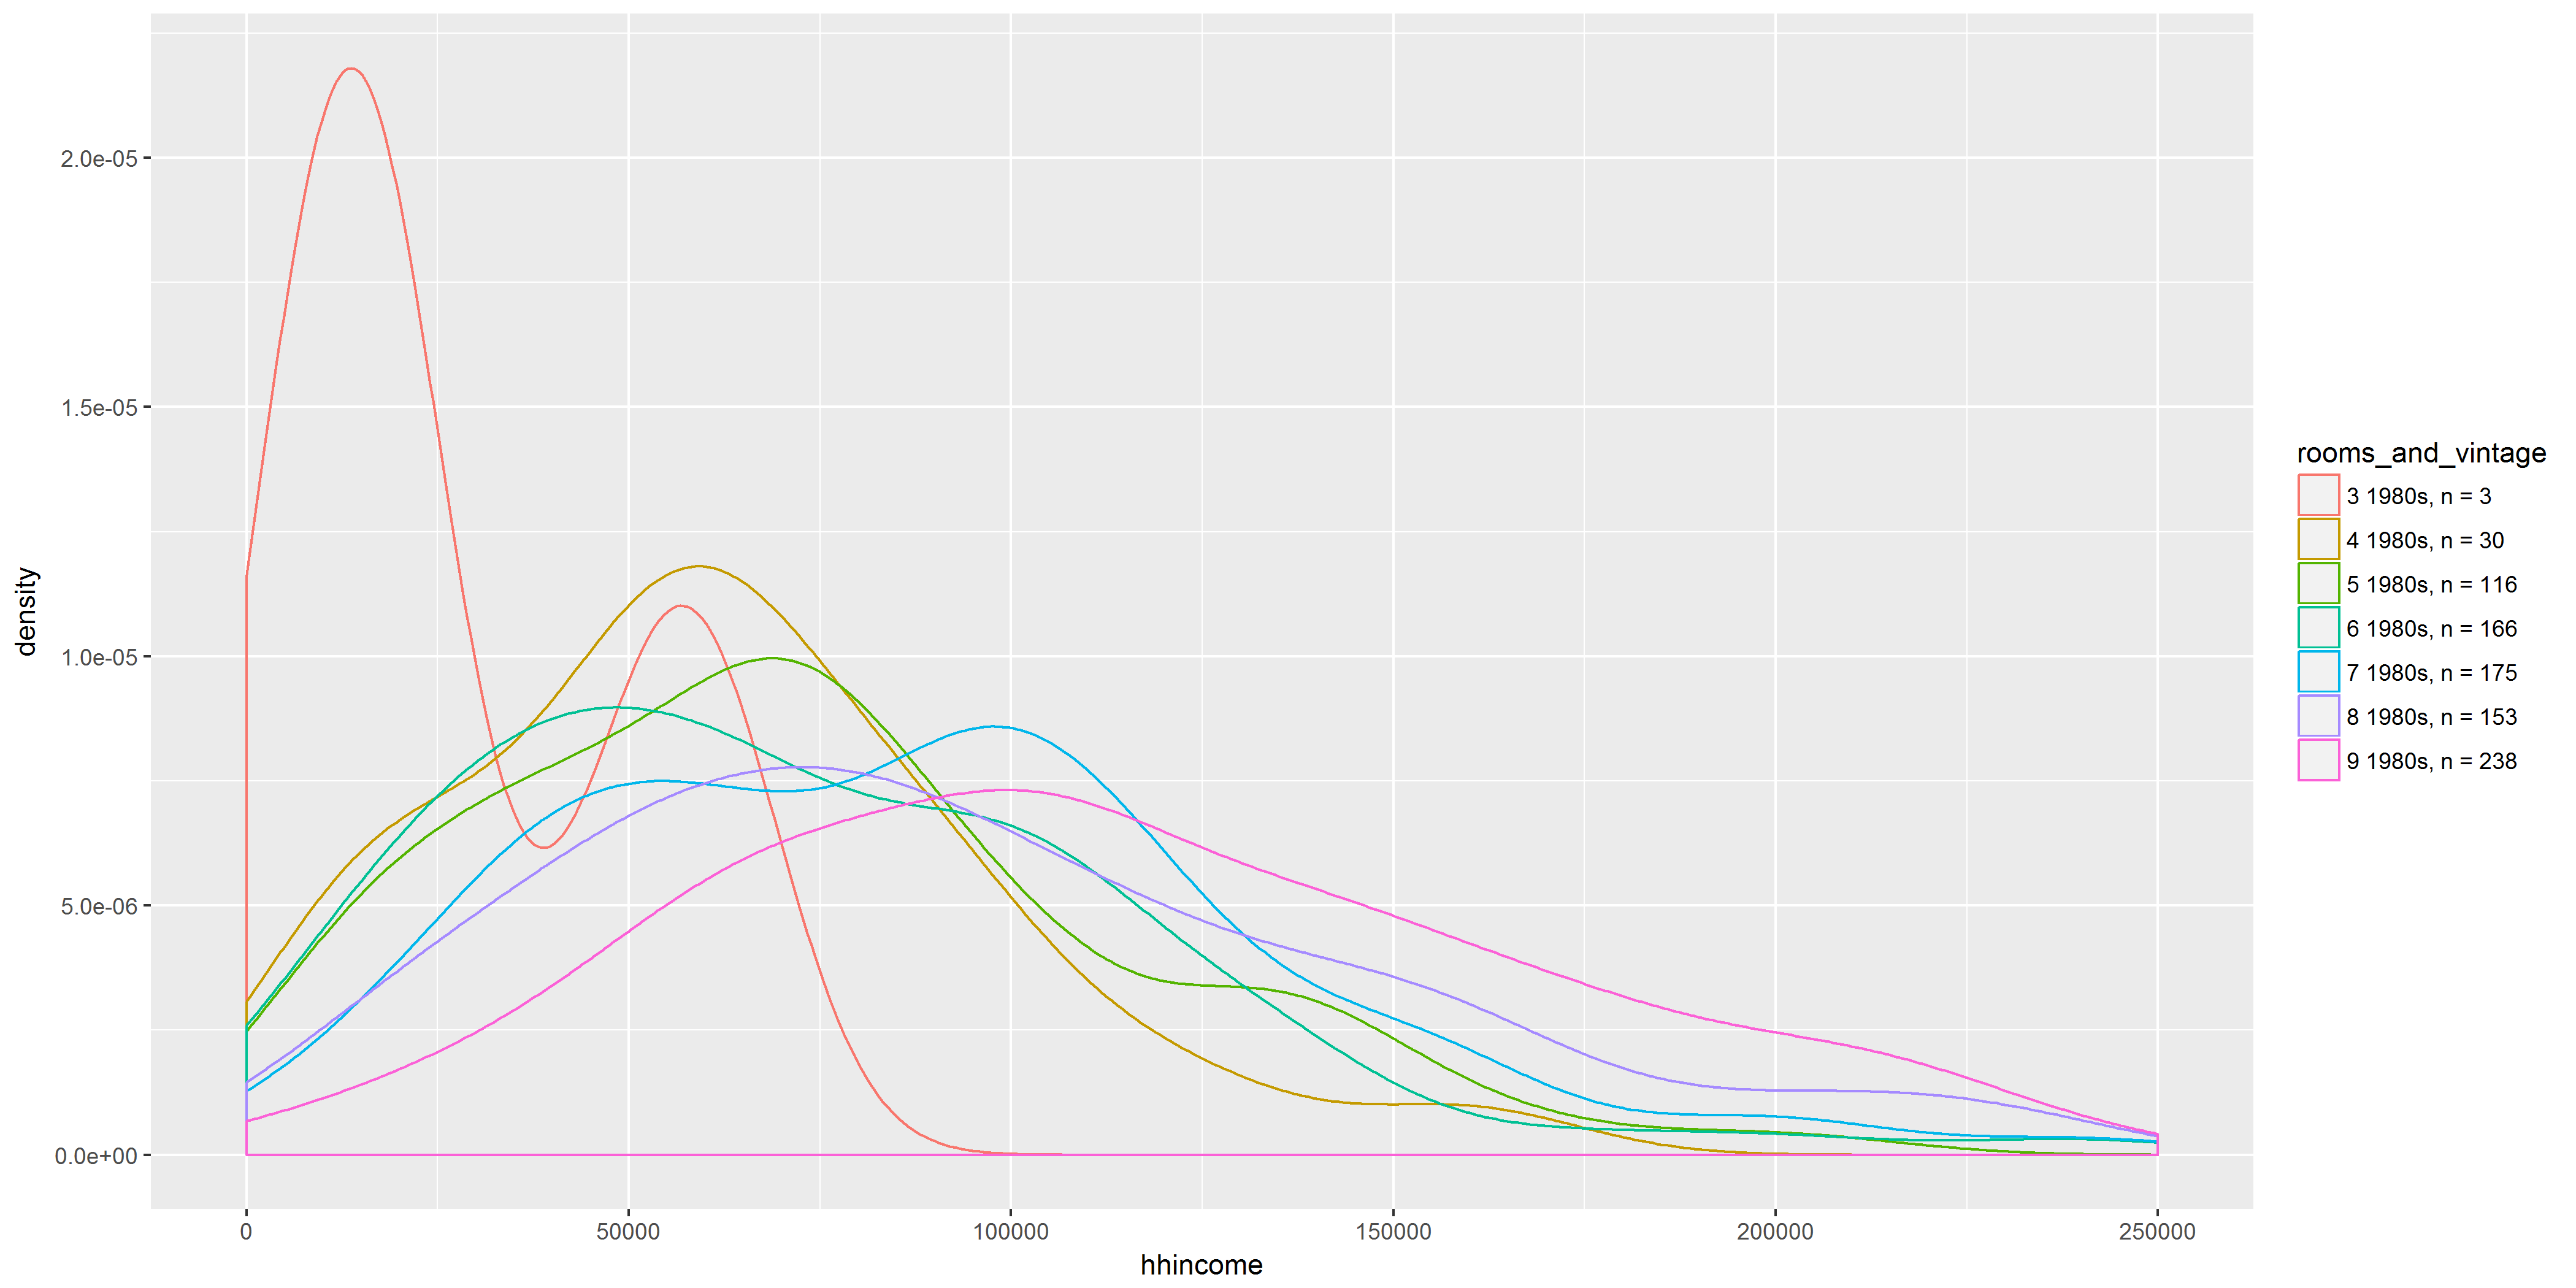 2.0e-05
1.5e-05
1.0e-05
5.0e-06
0.0e+00
density
0 50000 100000 150000 200000 250000
hhincome
rooms_and_vintage
3 1980s, n = 3
4 1980s, n = 30
5 1980s, n = 116
6 1980s, n = 166
7 1980s, n = 175
8 1980s, n = 153
9 1980s, n = 238